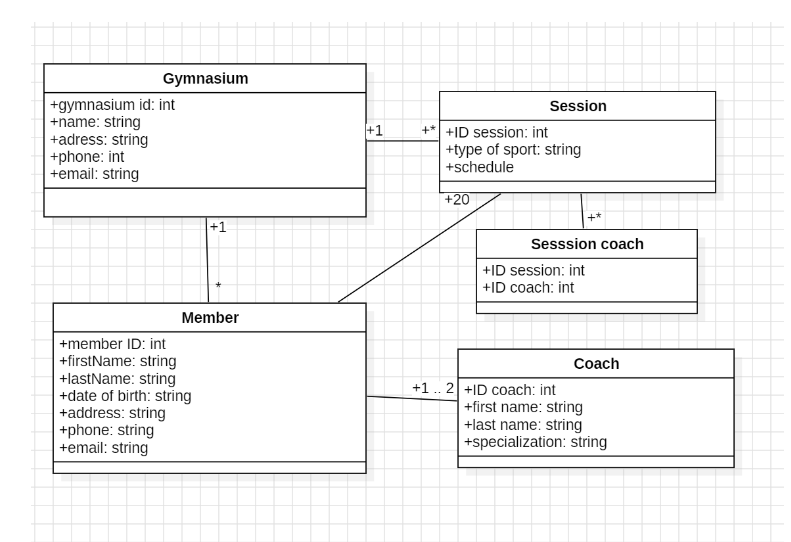 Gymnasium
+gymnasium id: int
+name: string
+adress: string
+phone: int
+email: string
+1
+*
Session
+ID session: int
+type of sport: string
+schedule
+20
+*
+1
*
Sesssion coach
+ID session: int
+ID coach: int
Member
+member ID: int
+firstName: string
+lastName: string
+date of birth: string
+address: string
+phone: string
+email: string
+1 .. 2
Coach
+ID coach: int
+first name: string
+last name: string
+specialization: string